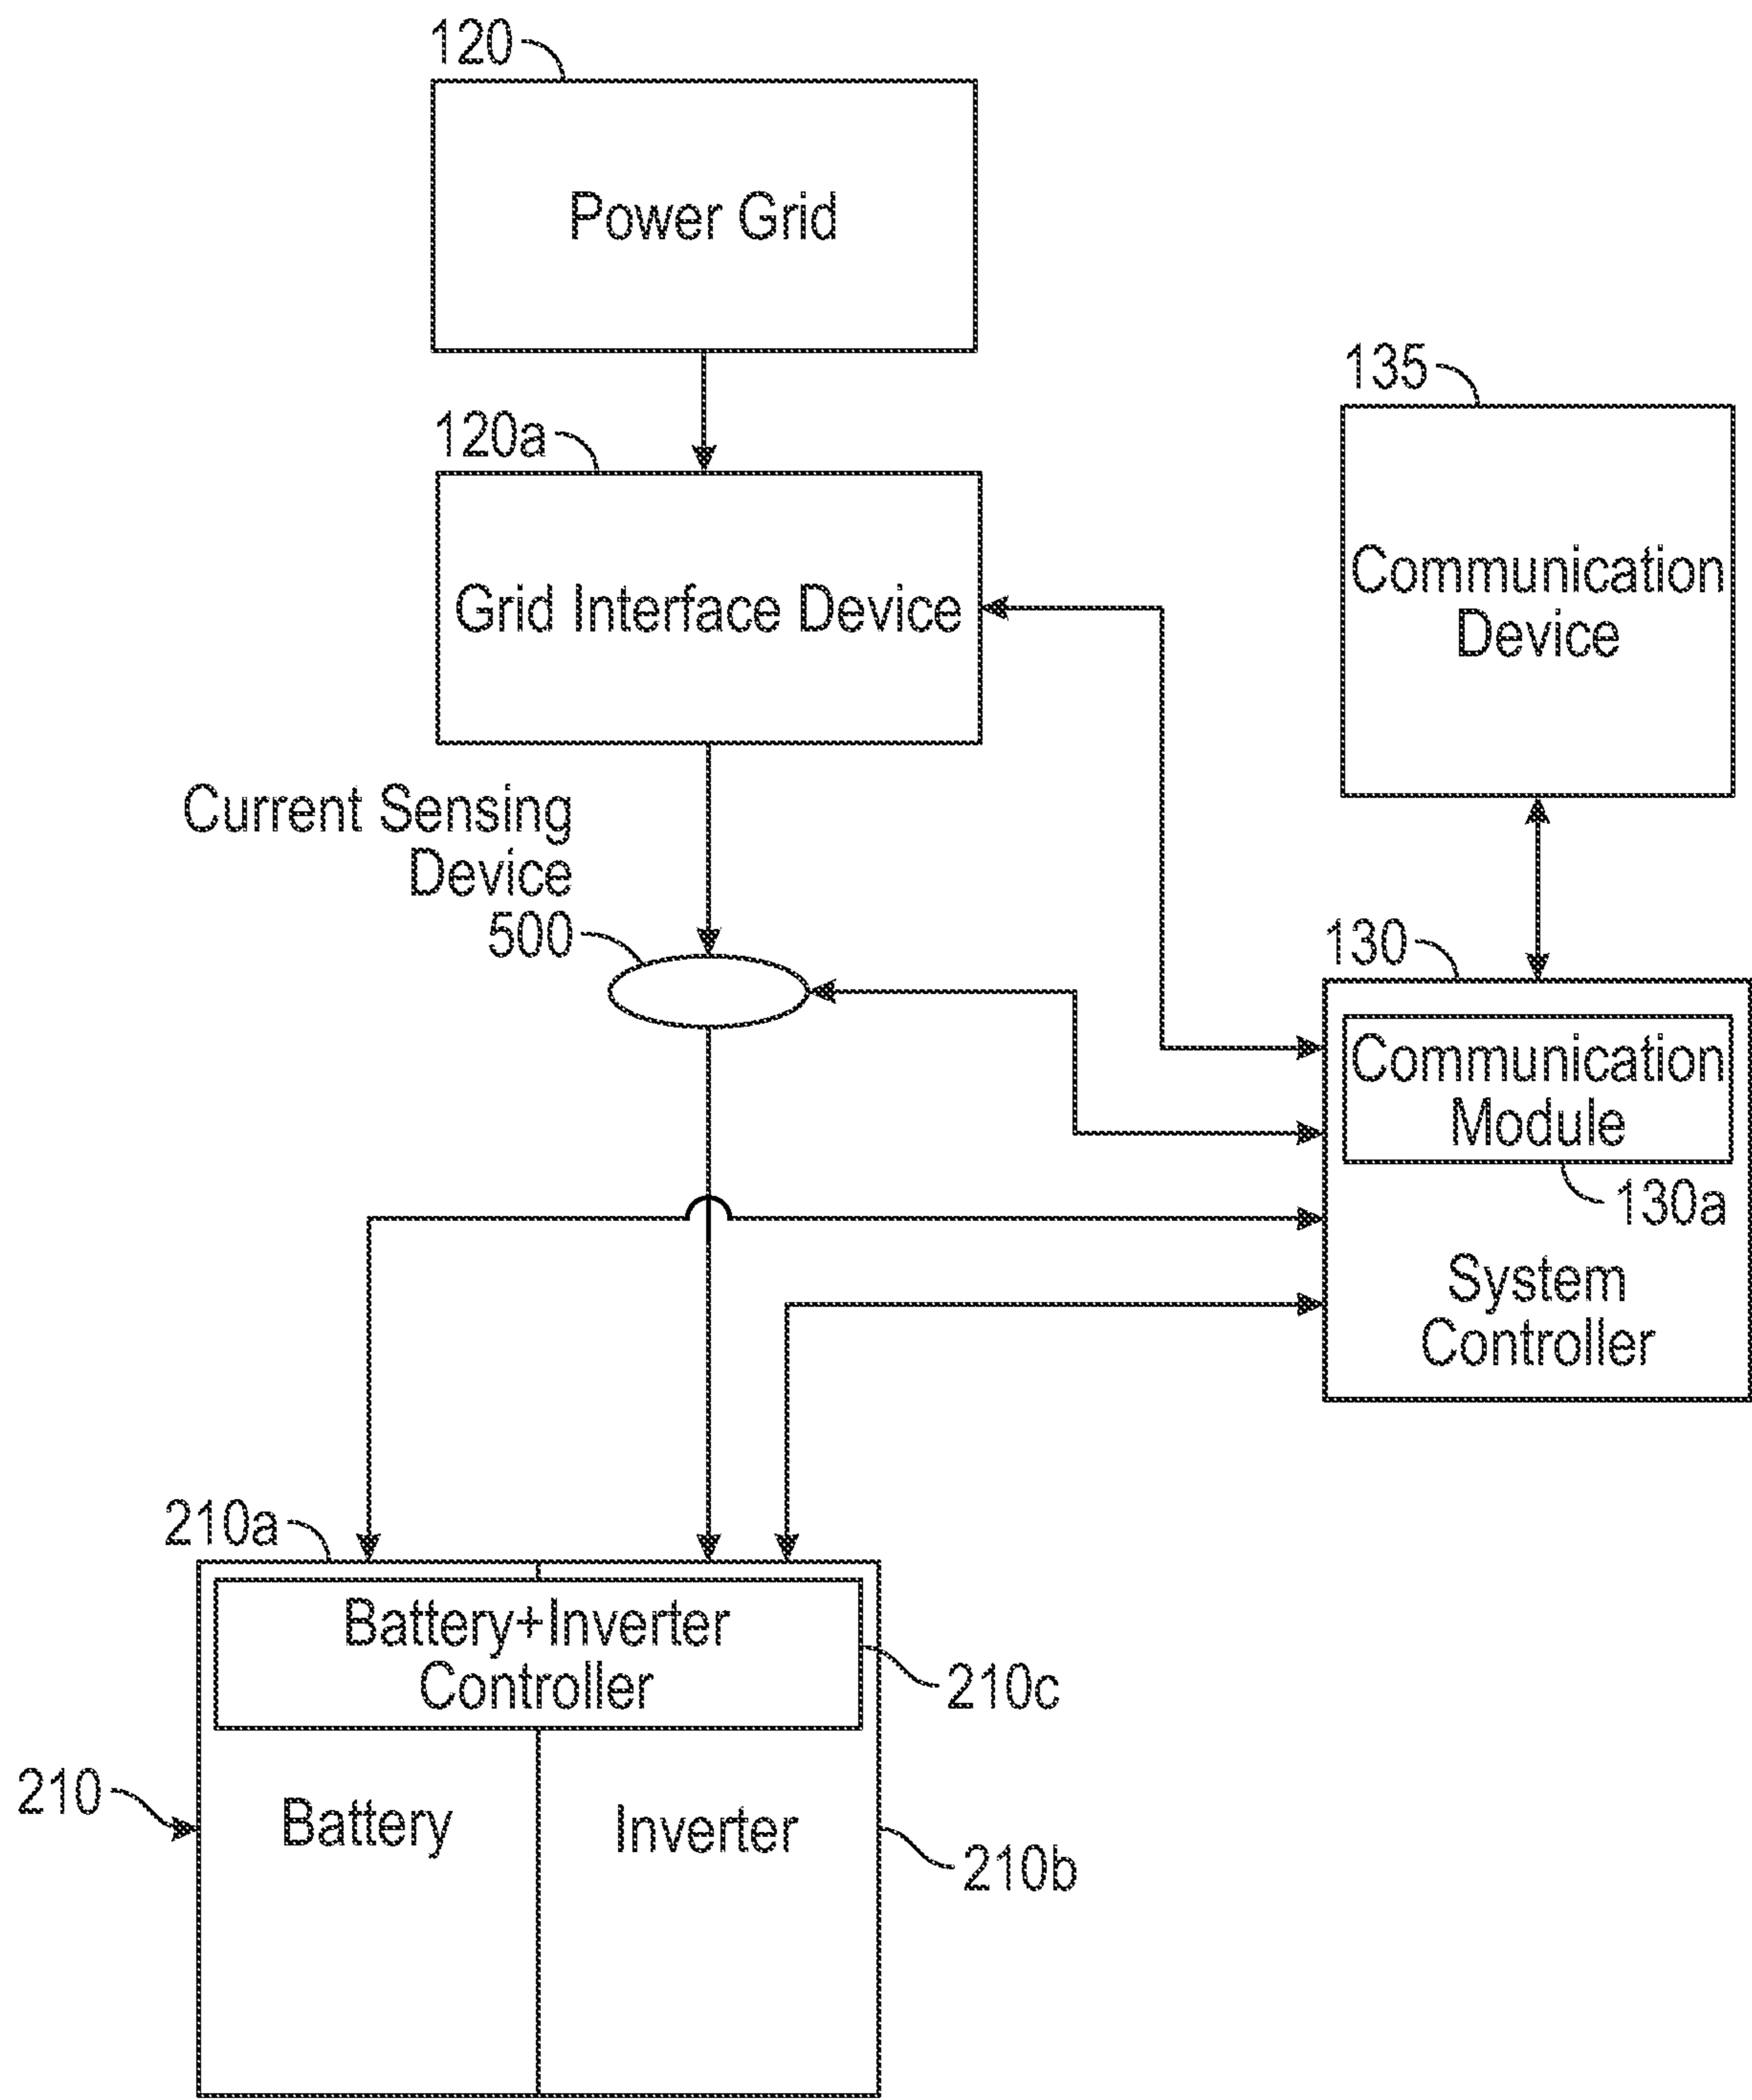 120
Power Grid
120a
Grid Interface Device
135
Communication
Device
Current Sensing
Device
500
130
Communication
Module
130a
System
Controller
210a
Battery+Inverter
Controller
210c
210
Battery
Inverter
210b